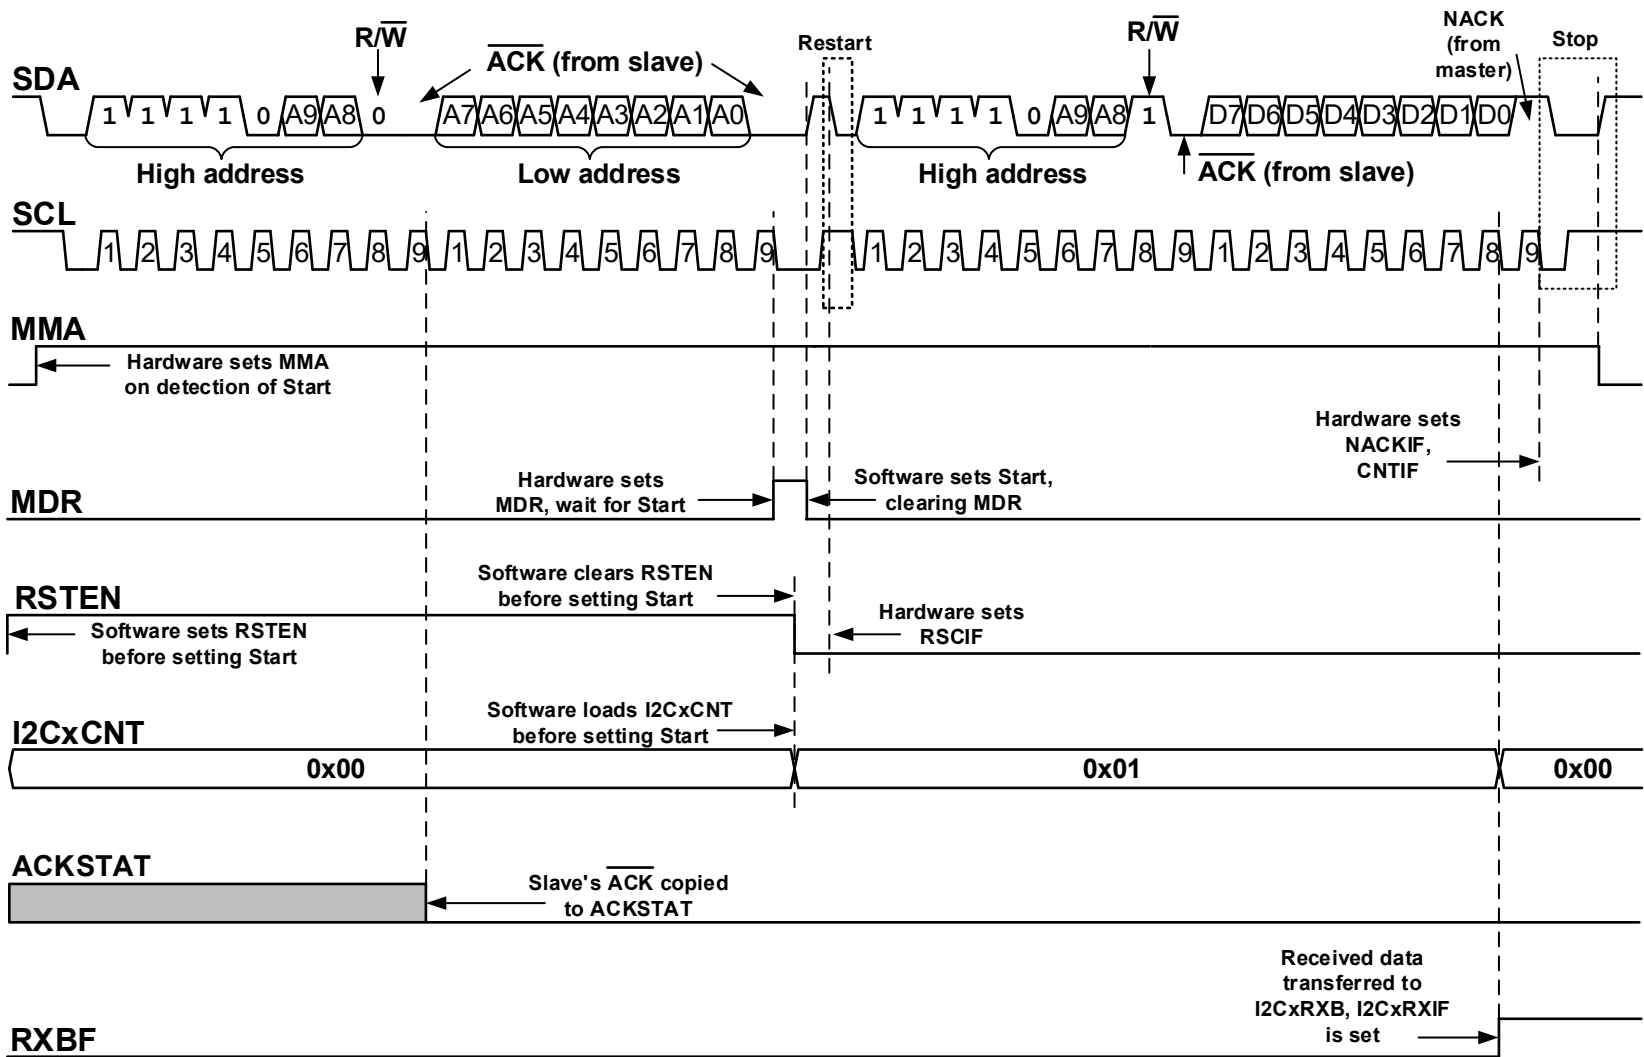 NACK
R/W
R/W
(from
Restart
Stop
ACK (from slave)
master)
SDA
1 1 1 1 0 A9 A8 0 A7 A6 A5 A4 A3 A2 A1 A0 1 1 1 1 0 A9 A8 1 D7 D6 D5 D4 D3 D2 D1 D0
High address
Low address
High address
ACK (from slave)
SCL
1 2 3 4 5 6 7 8 9 1 2 3 4 5 6 7 8 9 1 2 3 4 5 6 7 8 9 1 2 3 4 5 6 7 8 9
MMA
Hardware sets MMA
on detection of Start
Hardware sets
NACKIF,
CNTIF
Hardware sets
MDR, wait for Start
Software sets Start,
clearing MDR
MDR
Software clears RSTEN
before setting Start
RSTEN
Software sets RSTEN
before setting Start
Hardware sets
RSCIF
Software loads I2CxCNT
before setting Start
I2CxCNT
0x00
0x01
0x00
ACKSTAT
Slave's ACK copied
to ACKSTAT
Received data
transferred to
I2CxRXB, I2CxRXIF
is set
RXBF